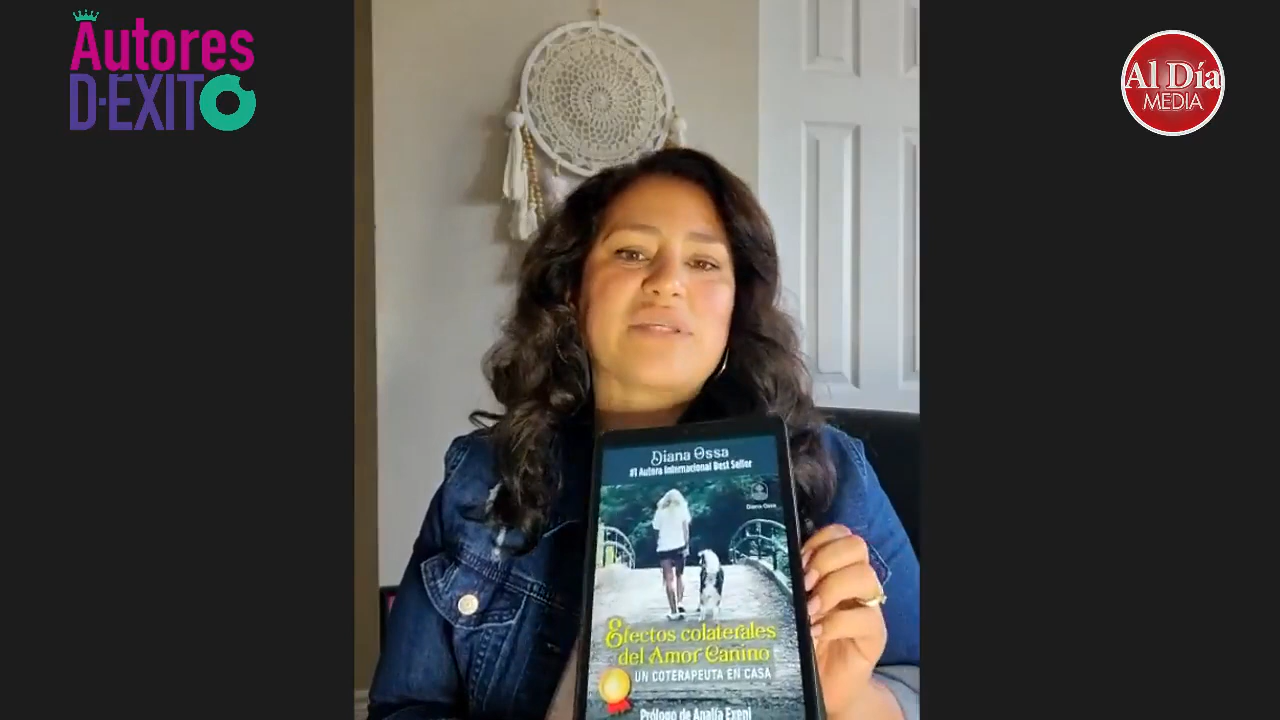 Autores
D·EXITO
Al Día
MEDIA
Diana Ossa
#1 Autora Internacional Best Seller
Diana Ossa
Efectos colaterales
del Amor Canino
UN COTERAPEUTA EN CASA
Prólogo de Analía Exeni